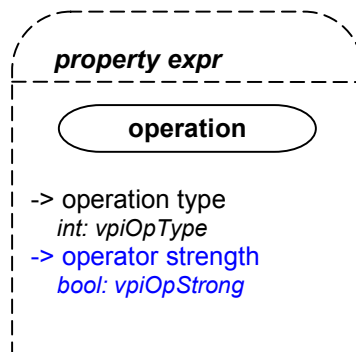 property expr
operation
-> operation type
int: vpiOpType
-> operator strength
bool: vpiOpStrong